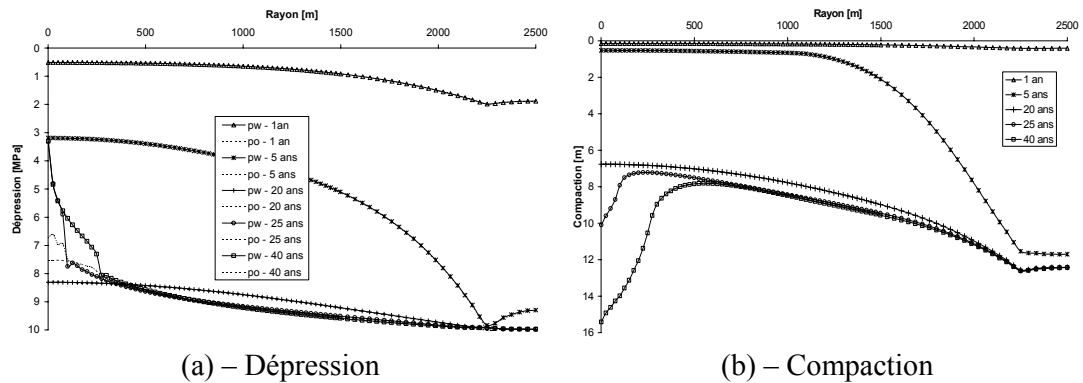 Rayon [m]
0 500 1000 1500 2000 2500
0
1
2
3
4
5
6
7
8
9
10
Dépression [MPa]
pw - 1an
po - 1 an
pw - 5 ans
po - 5 ans
pw - 20 ans
po - 20 ans
pw - 25 ans
po - 25 ans
pw - 40 ans
po - 40 ans
(a) – Dépression
Rayon [m]
0 500 1000 1500 2000 2500
0
2
4
6
8
10
12
14
16
Compaction [m]
1 an
5 ans
20 ans
25 ans
40 ans
(b) – Compaction